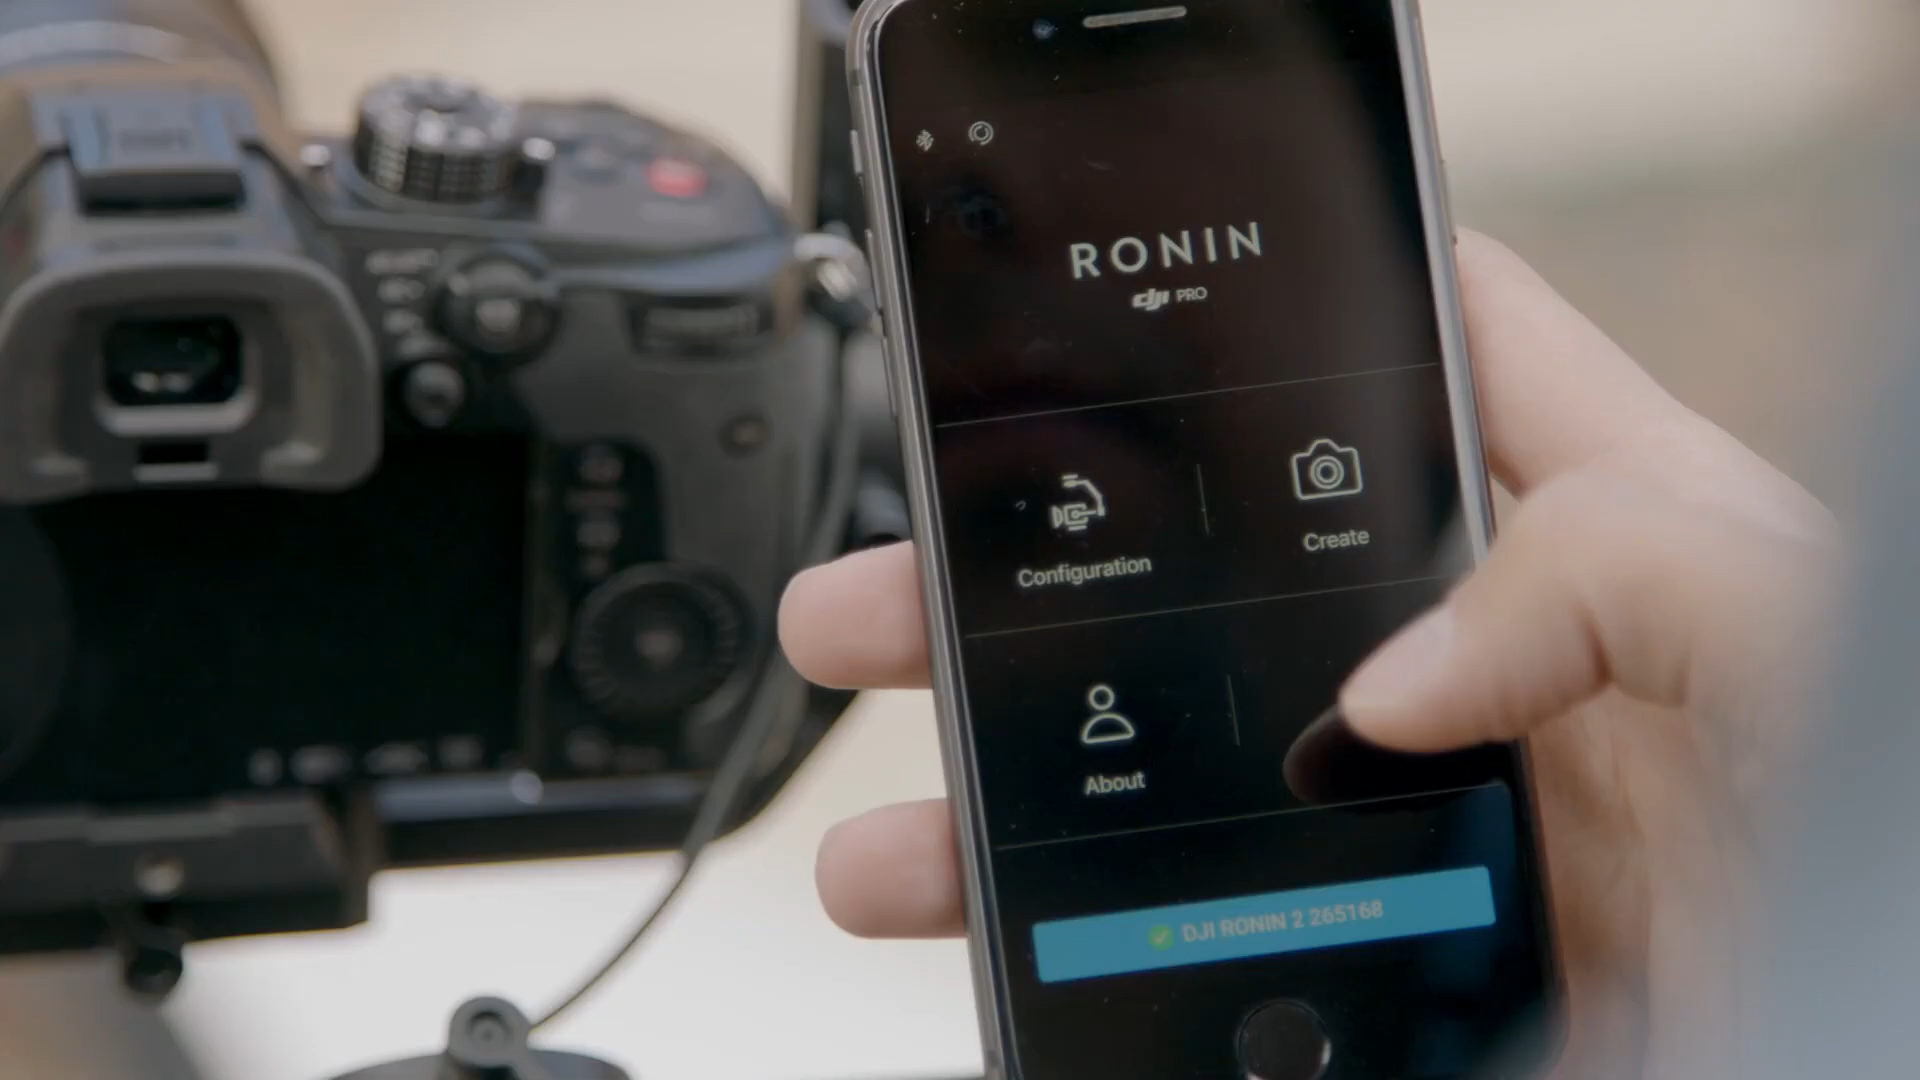 RONIN
dji PRO
Configuration
Create
About
DJI RONIN 2 265168